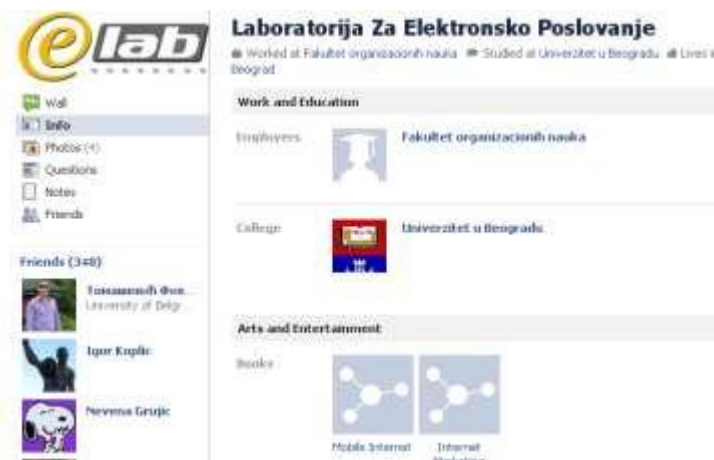 elab
Laboratorija Za Elektronsko Poslovanje
Worked at Fakultet organizacionih nauka Studied at Univerzitet u Beogradu Lives in
Beograd
Wall
Info
Photos (4)
Questions
Notes
Friends
Friends (348)
University of Belgr...
Igor Koplic
Nevena Grujic
Work and Education
Employers
Fakultet organizacionih nauka
College
Univerzitet u Beogradu
Arts and Entertainment
Books
Mobile Internet
Internet